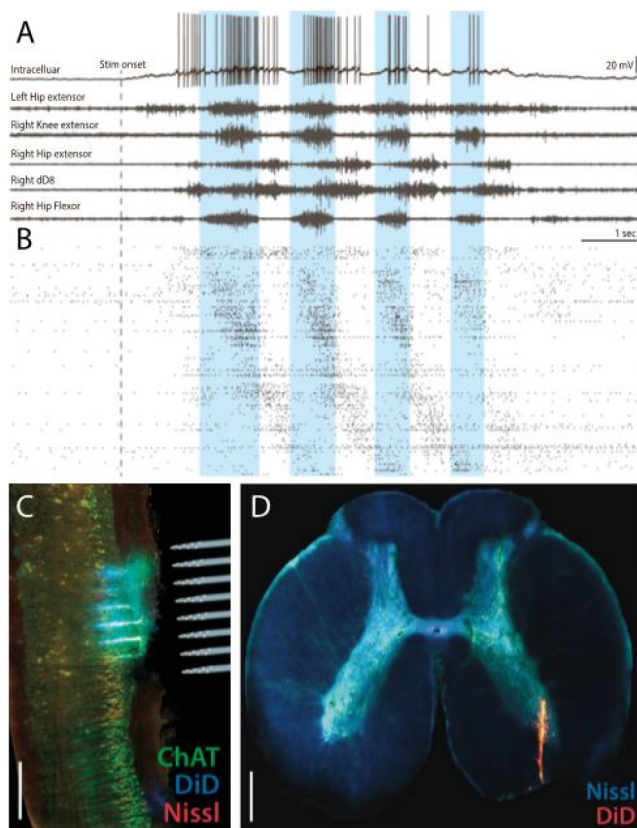 A
Stim onset
Intracelluar
20 mV
Left Hip extensor
Right Knee extensor
Right Hip extensor
Right dD8
Right Hip Flexor
1 sec
B
C
ChAT
DiD
Nissl
D
Nissl
DiD